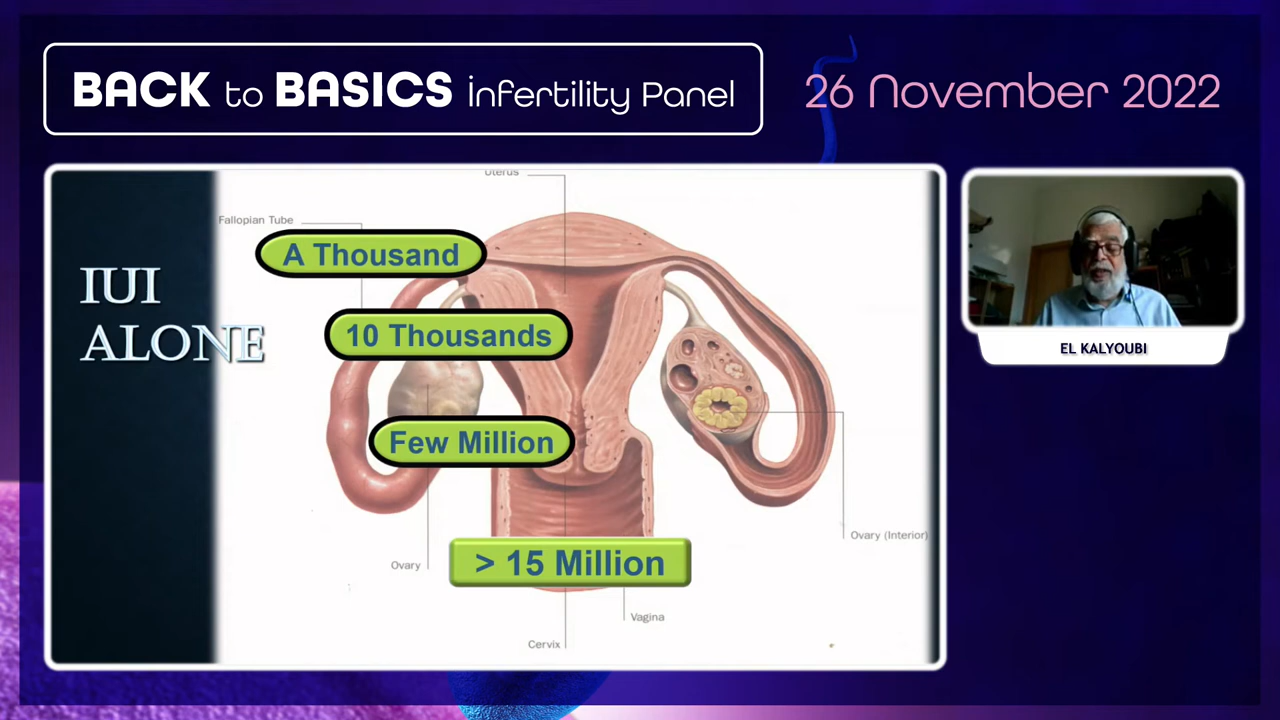 BACK to BASICS infertility Panel
26 November 2022
Uterus
Fallopian Tube
A Thousand
IUI
ALONE
10 Thousands
Few Million
EL KALYOUBI
Ovary (Interior)
> 15 Million
Ovary
Vagina
Cervix